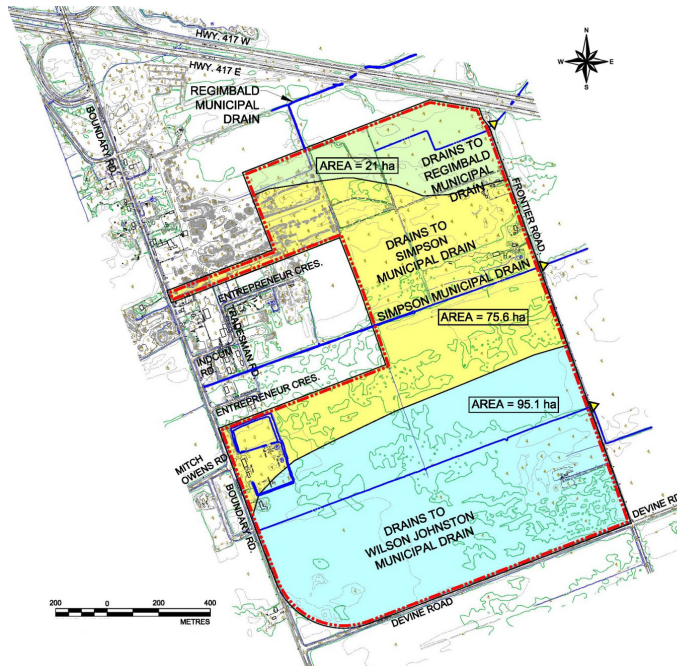 HWY. 417 W
HWY. 417 E
N
W
E
S
REGIMBALD
MUNICIPAL
DRAIN
BOUNDARY RD.
AREA = 21 ha
DRAINS TO
REGIMBALD
MUNICIPAL
DRAIN
FRONTIER ROAD
DRAINS TO
SIMPSON
MUNICIPAL DRAIN
ENTREPRENEUR CRES.
SIMPSON MUNICIPAL DRAIN
TRADESMAN RD.
AREA = 75.6 ha
INDCUM
RD.
ENTREPRENEUR CRES.
AREA = 95.1 ha
MITCH
OWENS RD
BOUNDARY RD.
DRAINS TO
WILSON JOHNSTON
MUNICIPAL DRAIN
DEVINE RD
DEVINE ROAD
200 0 200 400
METRES